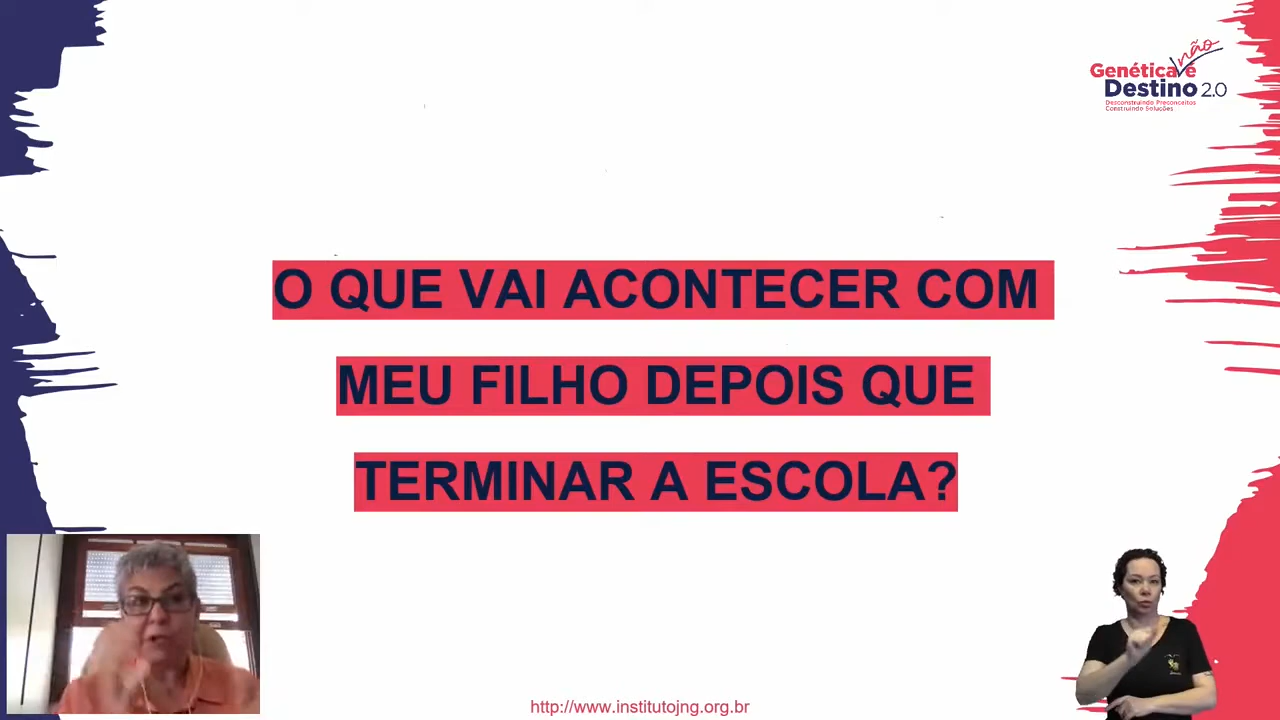 não
Genética é
Destino 2.0
Desconstruindo Preconceitos
Construindo Soluções
O QUE VAI ACONTECER COM
MEU FILHO DEPOIS QUE
TERMINAR A ESCOLA?
http://www.institutojng.org.br